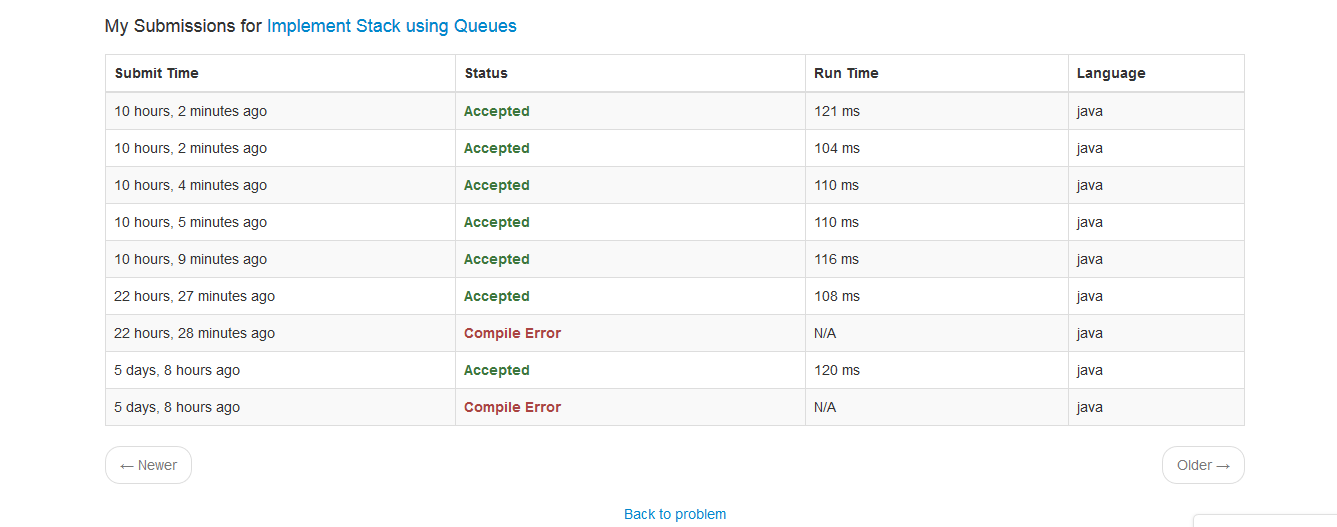 My Submissions for Implement Stack using Queues
Submit Time Status Run Time Language
10 hours, 2 minutes ago Accepted 121 ms java
10 hours, 2 minutes ago Accepted 104 ms java
10 hours, 4 minutes ago Accepted 110 ms java
10 hours, 5 minutes ago Accepted 110 ms java
10 hours, 9 minutes ago Accepted 116 ms java
22 hours, 27 minutes ago Accepted 108 ms java
22 hours, 28 minutes ago Compile Error N/A java
5 days, 8 hours ago Accepted 120 ms java
5 days, 8 hours ago Compile Error N/A java
← Newer Older →
Back to problem